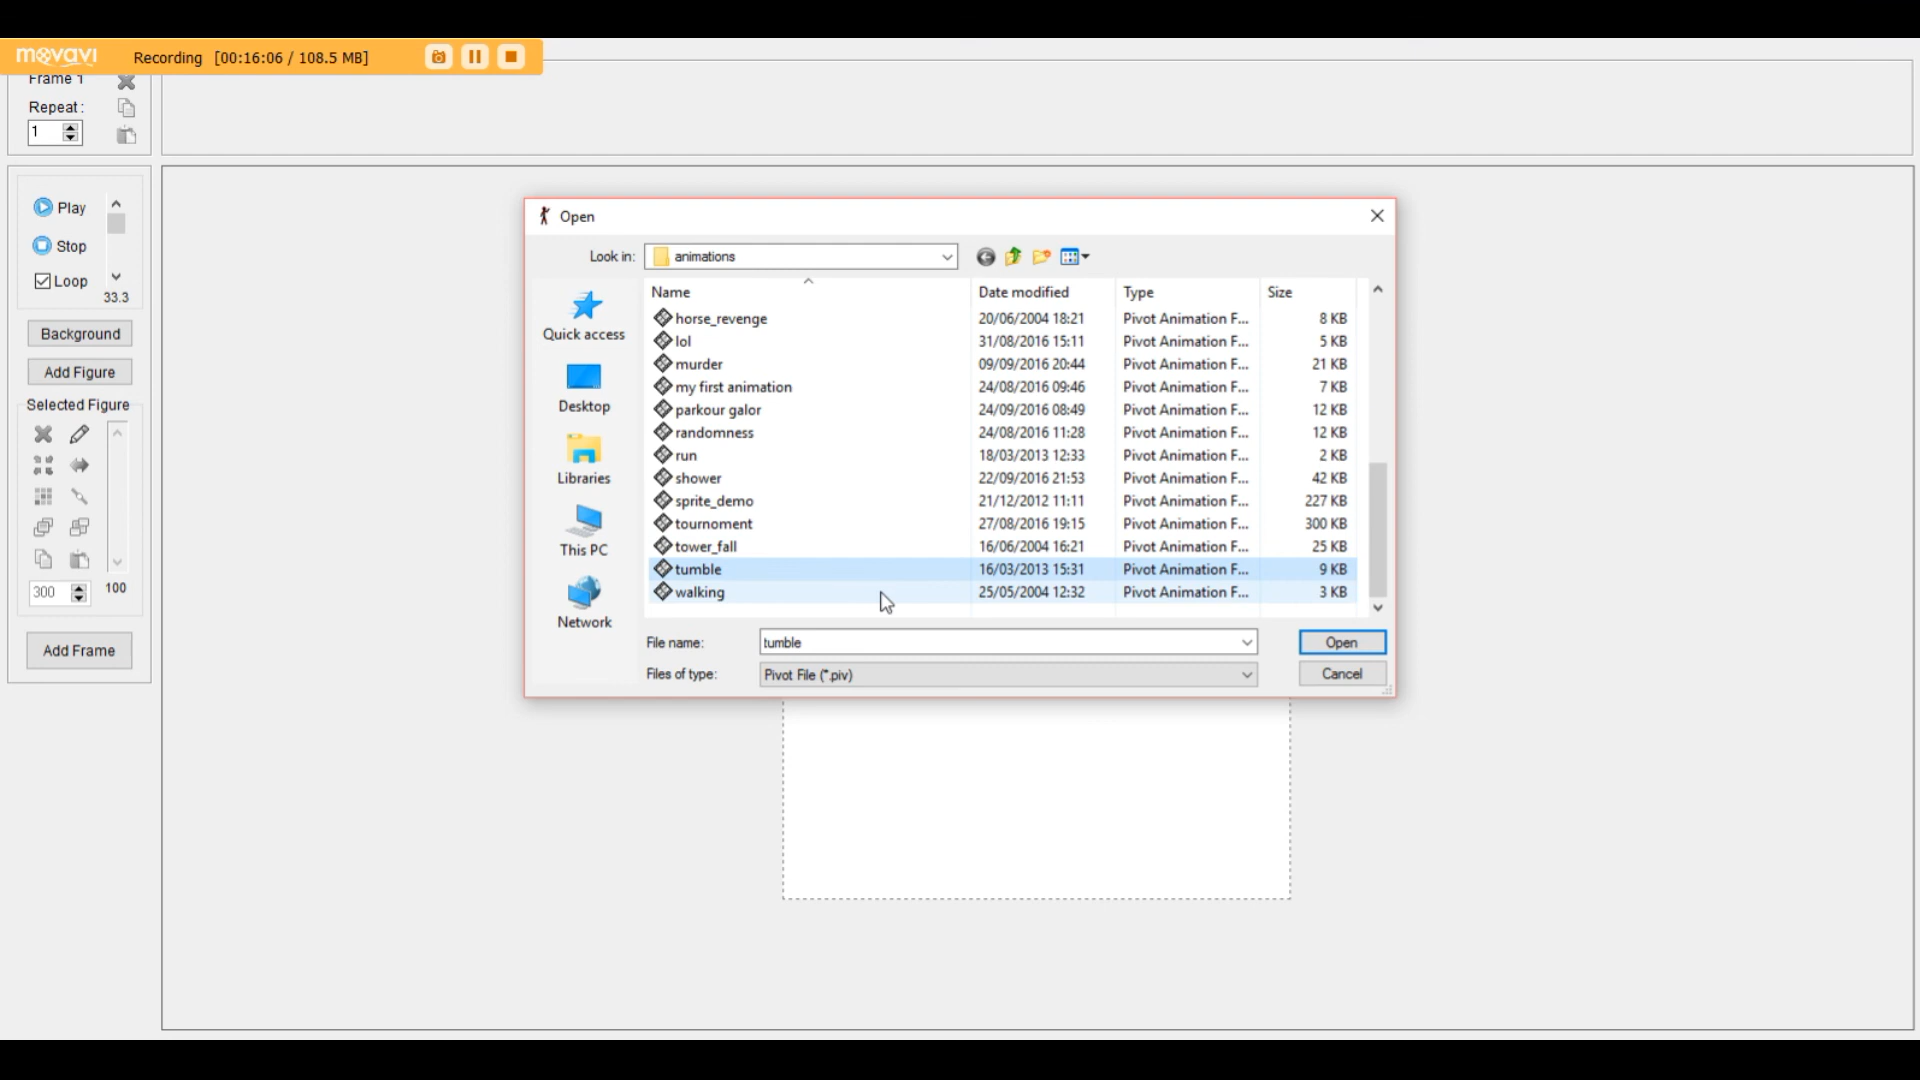 movavi Recording [00:16:06 / 108.5 MB]
Frame 1
Repeat:
1
Play
Stop
Loop
33.3
Background
Add Figure
Selected Figure
300 100
Add Frame
Open
Look in: animations
Quick access
Desktop
Libraries
This PC
Network
Name Date modified Type Size
horse_revenge 20/06/2004 18:21 Pivot Animation F... 8 KB
lol 31/08/2016 15:11 Pivot Animation F... 5 KB
murder 09/09/2016 20:44 Pivot Animation F... 21 KB
my first animation 24/08/2016 09:46 Pivot Animation F... 7 KB
parkour galor 24/09/2016 08:49 Pivot Animation F... 12 KB
randomness 24/08/2016 11:28 Pivot Animation F... 12 KB
run 18/03/2013 12:33 Pivot Animation F... 2 KB
shower 22/09/2016 21:53 Pivot Animation F... 42 KB
sprite_demo 21/12/2012 11:11 Pivot Animation F... 227 KB
tournoment 27/08/2016 19:15 Pivot Animation F... 300 KB
tower_fall 16/06/2004 16:21 Pivot Animation F... 25 KB
tumble 16/03/2013 15:31 Pivot Animation F... 9 KB
walking 25/05/2004 12:32 Pivot Animation F... 3 KB
File name: tumble Open
Files of type: Pivot File (*.piv) Cancel